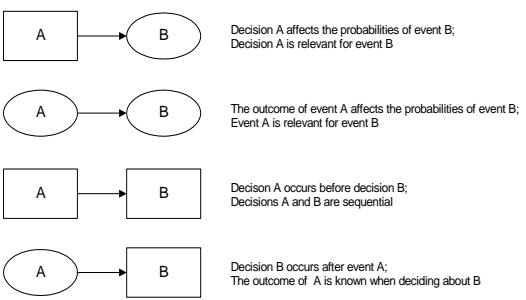 A B Decision A affects the probabilities of event B;
Decision A is relevant for event B
A B The outcome of event A affects the probabilities of event B;
Event A is relevant for event B
A B Decison A occurs before decision B;
Decisions A and B are sequential
A B Decision B occurs after event A;
The outcome of A is known when deciding about B